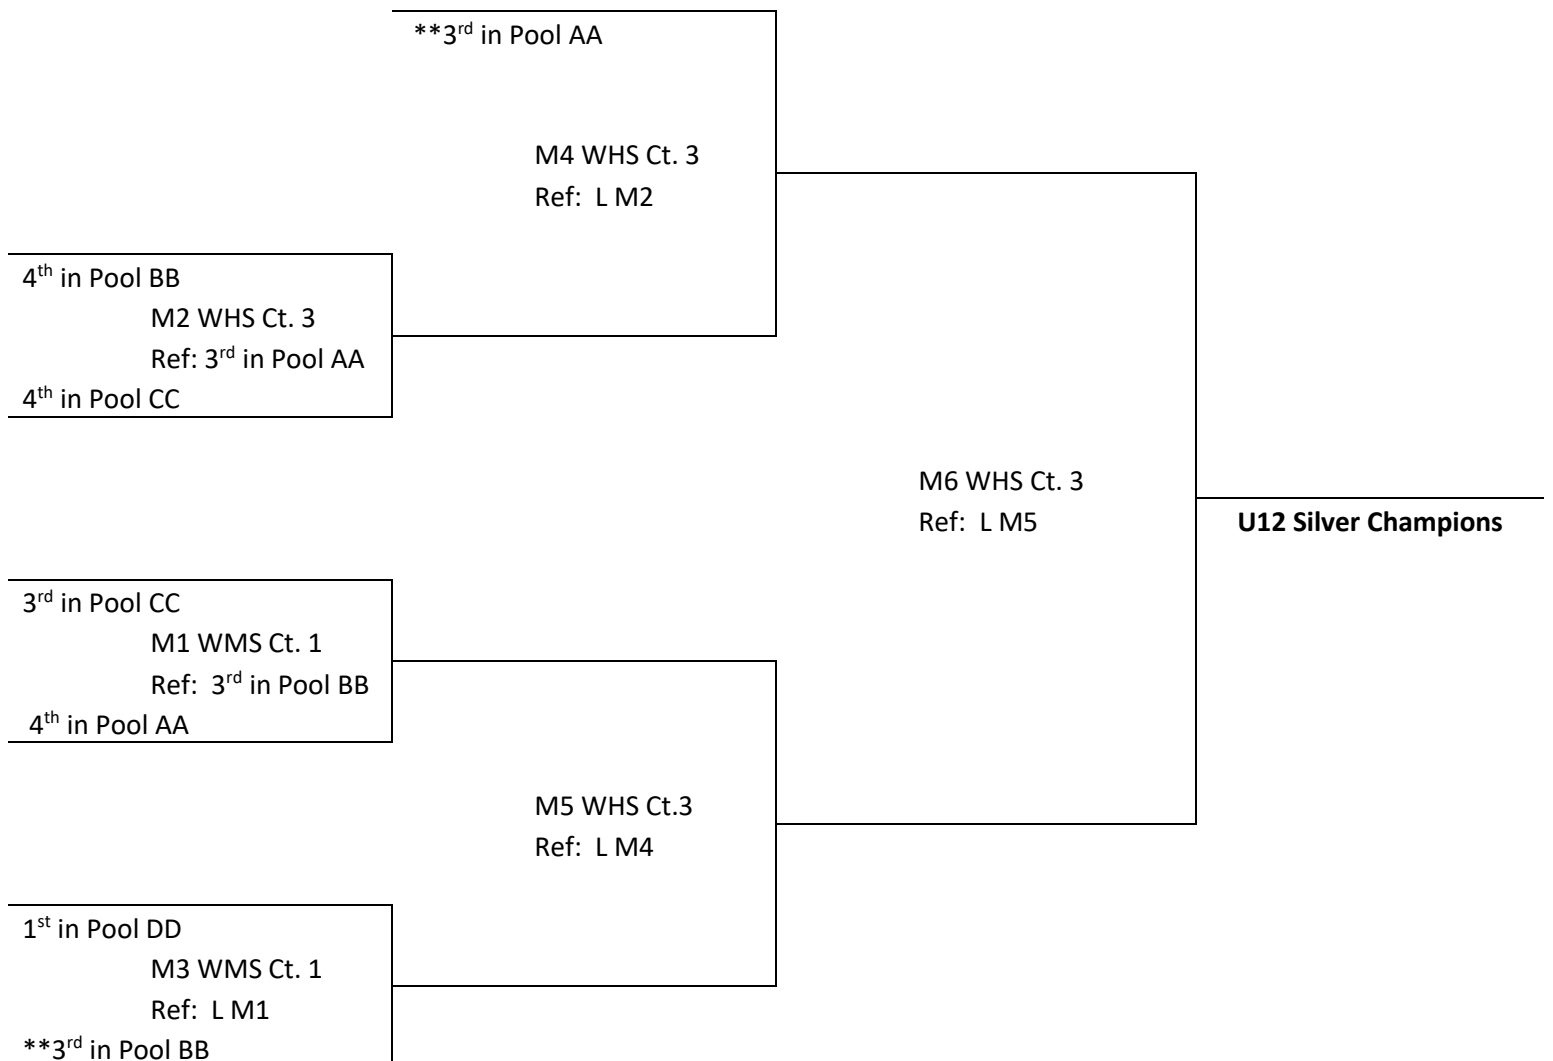 **3rd in Pool AA
M4 WHS Ct. 3
Ref:  L M2
4th in Pool BB
M2 WHS Ct. 3
Ref: 3rd in Pool AA
4th in Pool CC
M6 WHS Ct. 3
Ref:  L M5
U12 Silver Champions
3rd in Pool CC
M1 WMS Ct. 1
Ref:  3rd in Pool BB
4th in Pool AA
M5 WHS Ct.3
Ref:  L M4
1st in Pool DD
M3 WMS Ct. 1
Ref:  L M1
**3rd in Pool BB